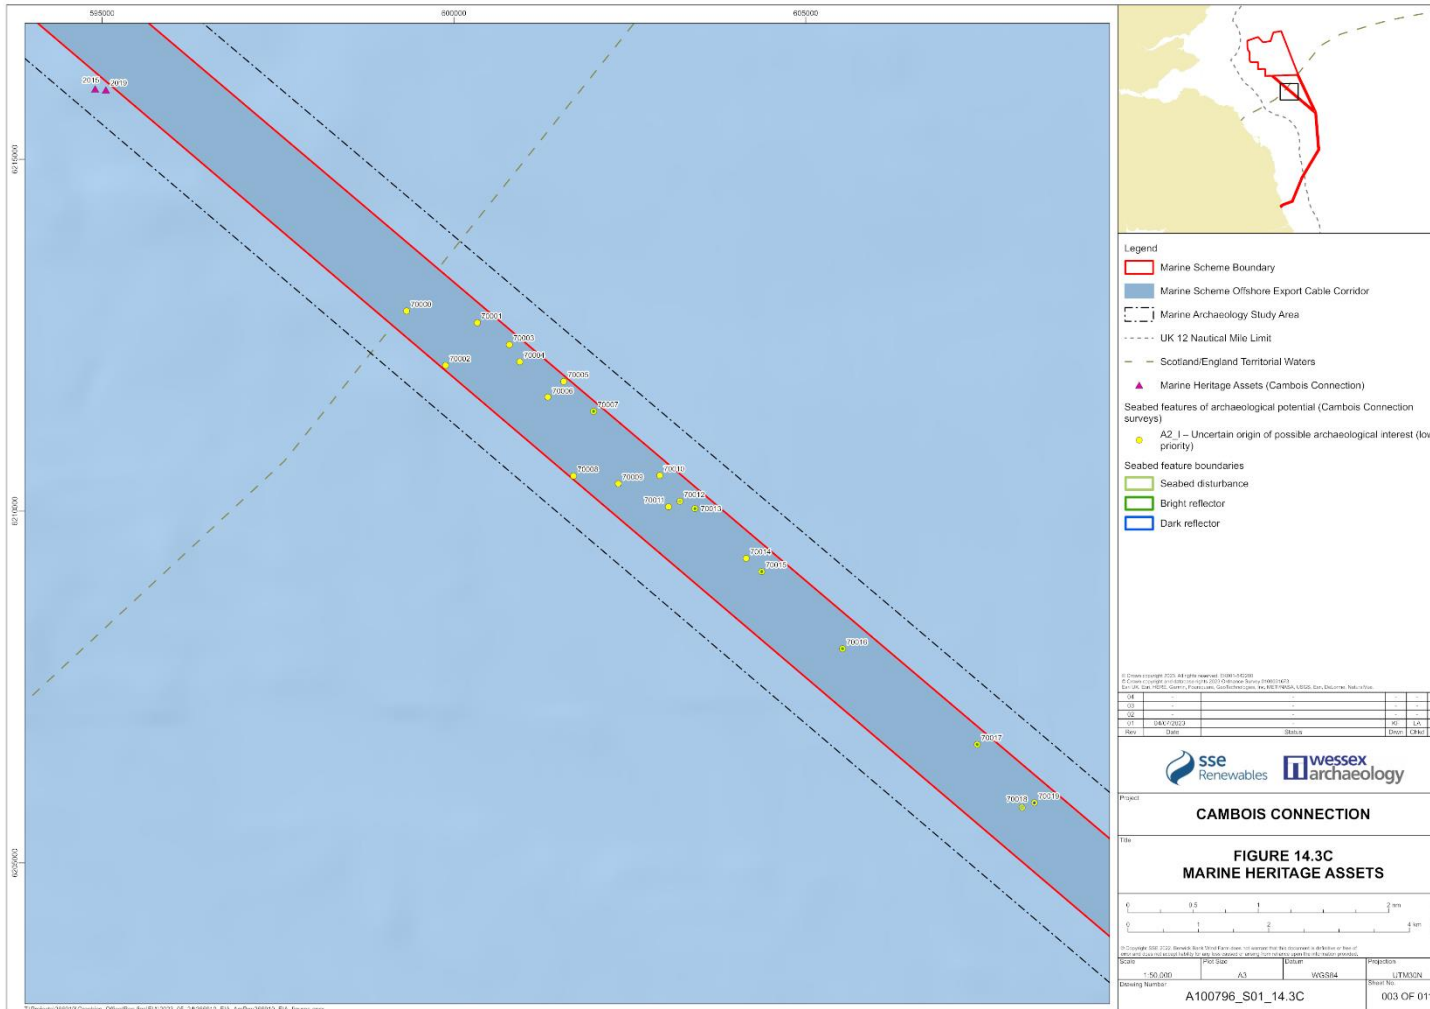 595000
600000
605000
6215000
6210000
6205000
2015
2019
70000
70001
70002
70003
70004
70005
70006
70007
70008
70009
70010
70011
70012
70013
70014
70015
70016
70017
70018
70019
Legend
Marine Scheme Boundary
Marine Scheme Offshore Export Cable Corridor
Marine Archaeology Study Area
UK 12 Nautical Mile Limit
Scotland/England Territorial Waters
Marine Heritage Assets (Cambois Connection)
Seabed features of archaeological potential (Cambois Connection
surveys)
A2_l – Uncertain origin of possible archaeological interest (low
priority)
Seabed feature boundaries
Seabed disturbance
Bright reflector
Dark reflector
04 - - - -
03 - - - -
02 - - - -
01 04/07/2023 - KI LA
Rev Date Status Drwn Chkd
sse
Renewables
wessex
archaeology
Project
CAMBOIS CONNECTION
Title
FIGURE 14.3C
MARINE HERITAGE ASSETS
0 0.5 1 2 nm
0 1 2 4 km
Scale Plot Size Datum Projection
1:50,000 A3 WGS84 UTM30N
Drawing Number Sheet No.
A100796_S01_14.3C 003 OF 01